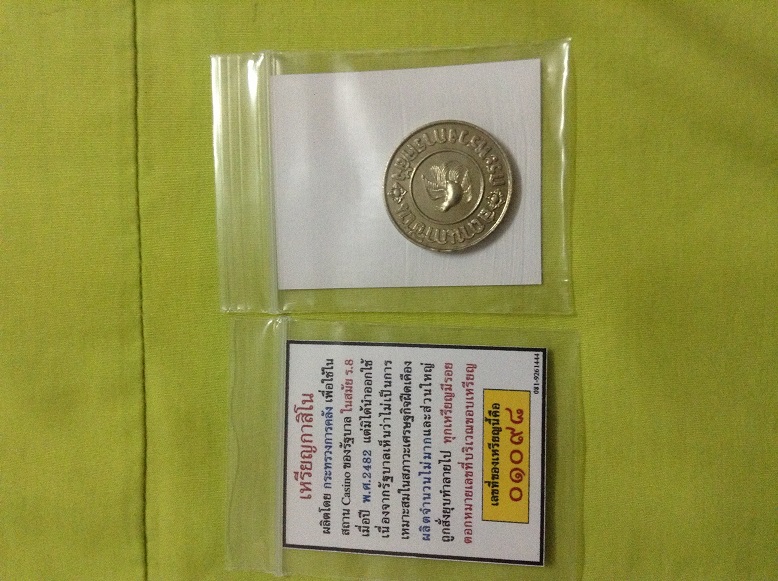 เหรียญกาสิโน
ผลิตโดย กระทรวงการคลัง เพื่อใช้ใน
สถาน Casino ของรัฐบาล ในสมัย ร.8
เมื่อปี พ.ศ.2482 แต่มิได้นำออกใช้
เนื่องจากรัฐบาลเห็นว่าไม่เป็นการ
เหมาะสมในสภาวะเศรษฐกิจฝืดเคือง
ผลิตจำนวนไม่มากและส่วนใหญ่
ถูกสั่งยุบทำลายไป ทุกเหรียญมีรอย
ตอกหมายเลขที่บริเวณขอบเหรียญ
เลขที่ของเหรียญนี้คือ
๐๑๐๙๘